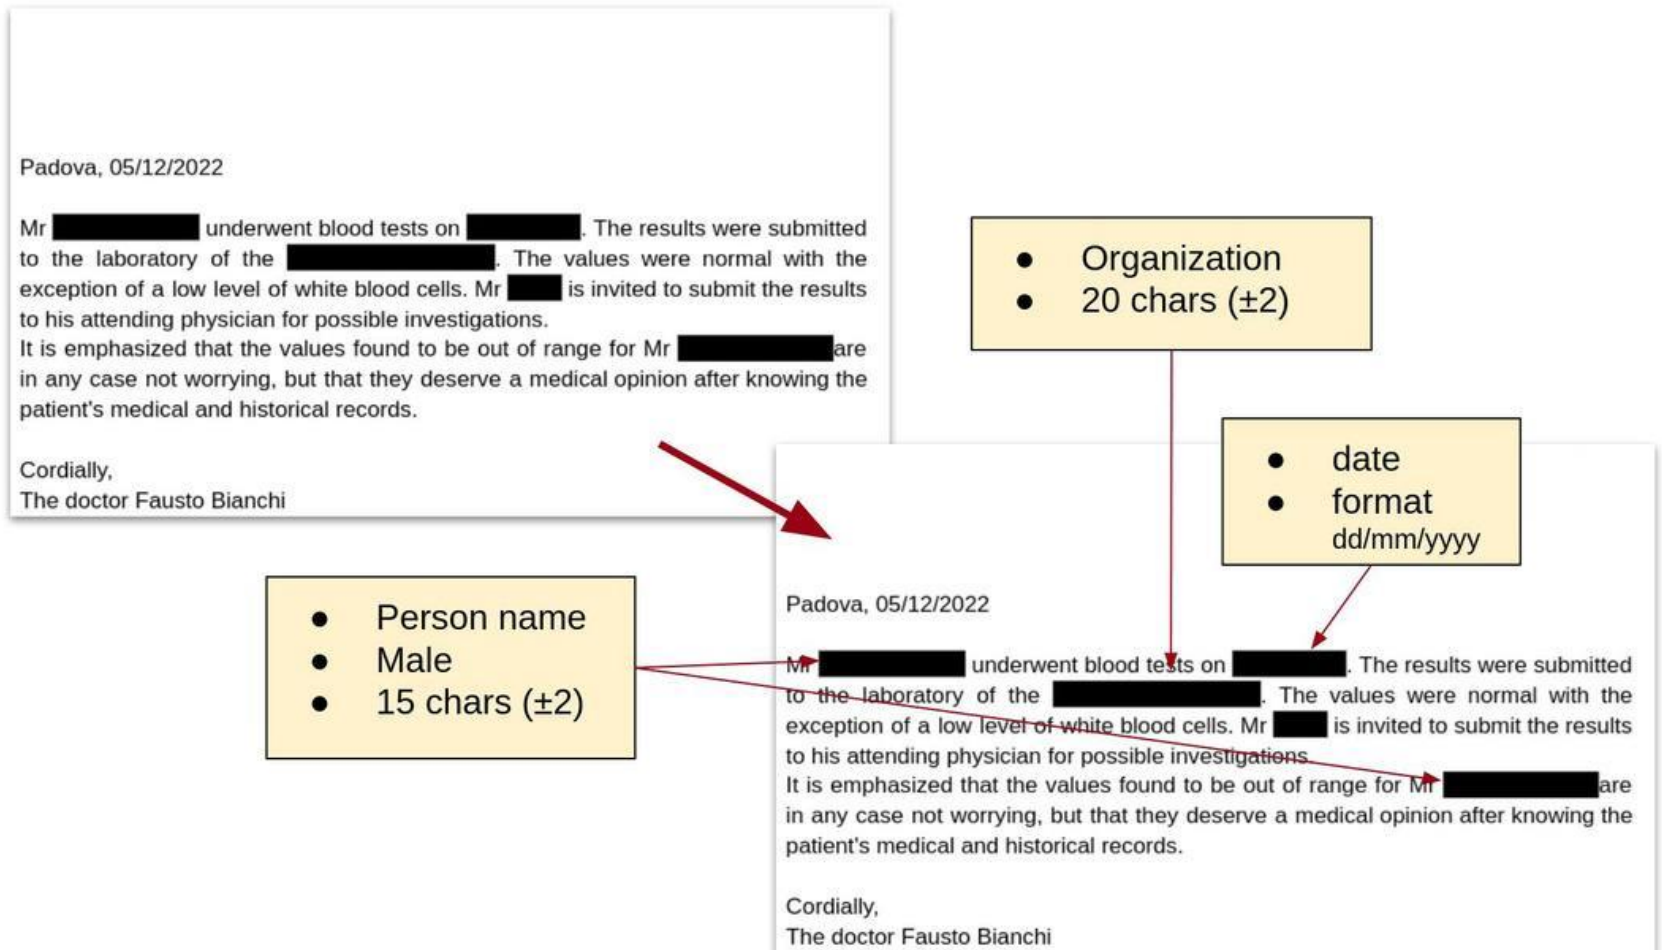 Padova, 05/12/2022
Mr underwent blood tests on . The results were submitted
to the laboratory of the . The values were normal with the
exception of a low level of white blood cells. Mr is invited to submit the results
to his attending physician for possible investigations.
It is emphasized that the values found to be out of range for Mr are
in any case not worrying, but that they deserve a medical opinion after knowing the
patient's medical and historical records.
Cordially,
The doctor Fausto Bianchi
● Organization
● 20 chars (±2)
● date
● format
dd/mm/yyyy
● Person name
● Male
● 15 chars (±2)
Padova, 05/12/2022
Mr underwent blood tests on . The results were submitted
to the laboratory of the . The values were normal with the
exception of a low level of white blood cells. Mr is invited to submit the results
to his attending physician for possible investigations.
It is emphasized that the values found to be out of range for Mr are
in any case not worrying, but that they deserve a medical opinion after knowing the
patient's medical and historical records.
Cordially,
The doctor Fausto Bianchi